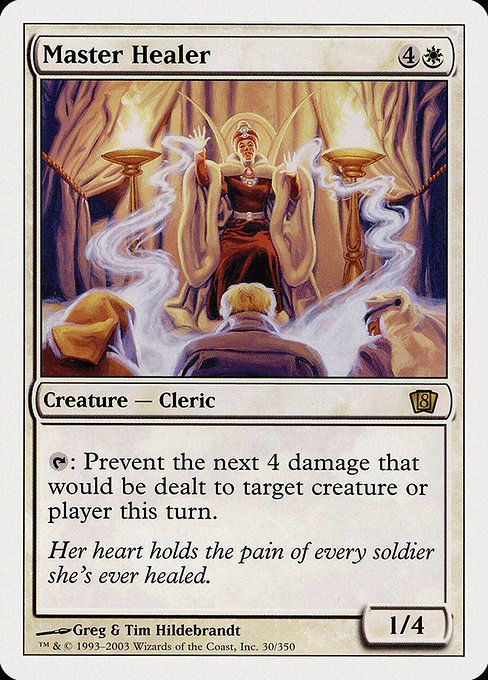 Master Healer 4
Creature — Cleric 8
: Prevent the next 4 damage that
would be dealt to target creature or
player this turn.
Her heart holds the pain of every soldier
she's ever healed.
1/4
Greg & Tim Hildebrandt
™ & © 1993–2003 Wizards of the Coast, Inc. 30/350